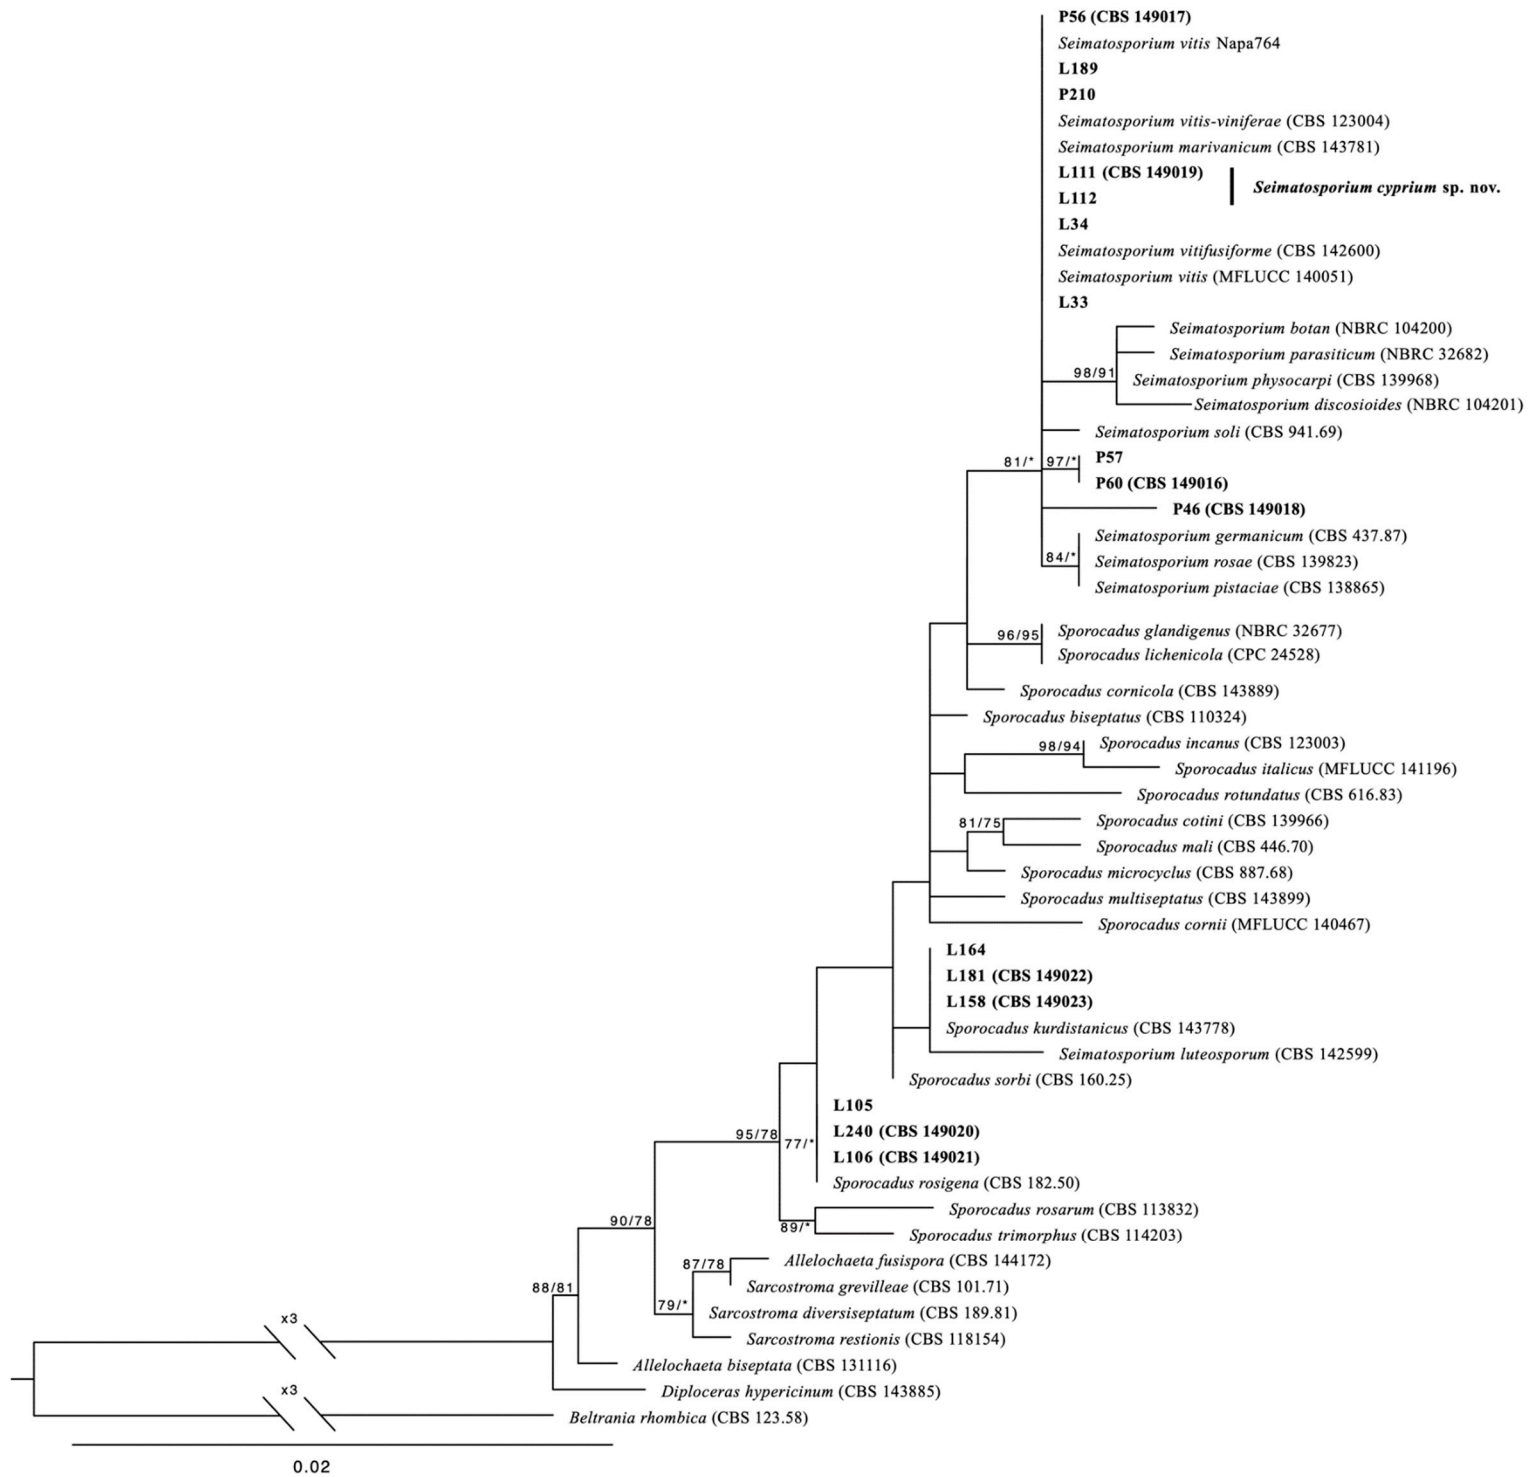 P56 (CBS 149017)
Seimatosporium vitis Napa764
L189
P210
Seimatosporium vitis-viniferae (CBS 123004)
Seimatosporium marivanicum (CBS 143781)
L111 (CBS 149019)
Seimatosporium cyprium sp. nov.
L112
L34
Seimatosporium vitifusiforme (CBS 142600)
Seimatosporium vitis (MFLUCC 140051)
L33
Seimatosporium botan (NBRC 104200)
Seimatosporium parasiticum (NBRC 32682)
98/91
Seimatosporium physocarpi (CBS 139968)
Seimatosporium discosioides (NBRC 104201)
Seimatosporium soli (CBS 941.69)
81/*
97/*
P57
P60 (CBS 149016)
P46 (CBS 149018)
Seimatosporium germanicum (CBS 437.87)
84/*
Seimatosporium rosae (CBS 139823)
Seimatosporium pistaciae (CBS 138865)
96/95
Sporocadus glandigenus (NBRC 32677)
Sporocadus lichenicola (CPC 24528)
Sporocadus cornicola (CBS 143889)
Sporocadus biseptatus (CBS 110324)
98/94
Sporocadus incanus (CBS 123003)
Sporocadus italicus (MFLUCC 141196)
Sporocadus rotundatus (CBS 616.83)
81/75
Sporocadus cotini (CBS 139966)
Sporocadus mali (CBS 446.70)
Sporocadus microcyclus (CBS 887.68)
Sporocadus multiseptatus (CBS 143899)
Sporocadus cornii (MFLUCC 140467)
L164
L181 (CBS 149022)
L158 (CBS 149023)
Sporocadus kurdistanicus (CBS 143778)
Seimatosporium luteosporum (CBS 142599)
Sporocadus sorbi (CBS 160.25)
L105
95/78
77/*
L240 (CBS 149020)
L106 (CBS 149021)
Sporocadus rosigena (CBS 182.50)
Sporocadus rosarum (CBS 113832)
90/78
89/*
Sporocadus trimorphus (CBS 114203)
87/78
Allelochaeta fusispora (CBS 144172)
88/81
Sarcostroma grevilleae (CBS 101.71)
79/*
Sarcostroma diversiseptatum (CBS 189.81)
x3
Sarcostroma restionis (CBS 118154)
Allelochaeta biseptata (CBS 131116)
x3
Diploceras hypericinum (CBS 143885)
Beltrania rhombica (CBS 123.58)
0.02